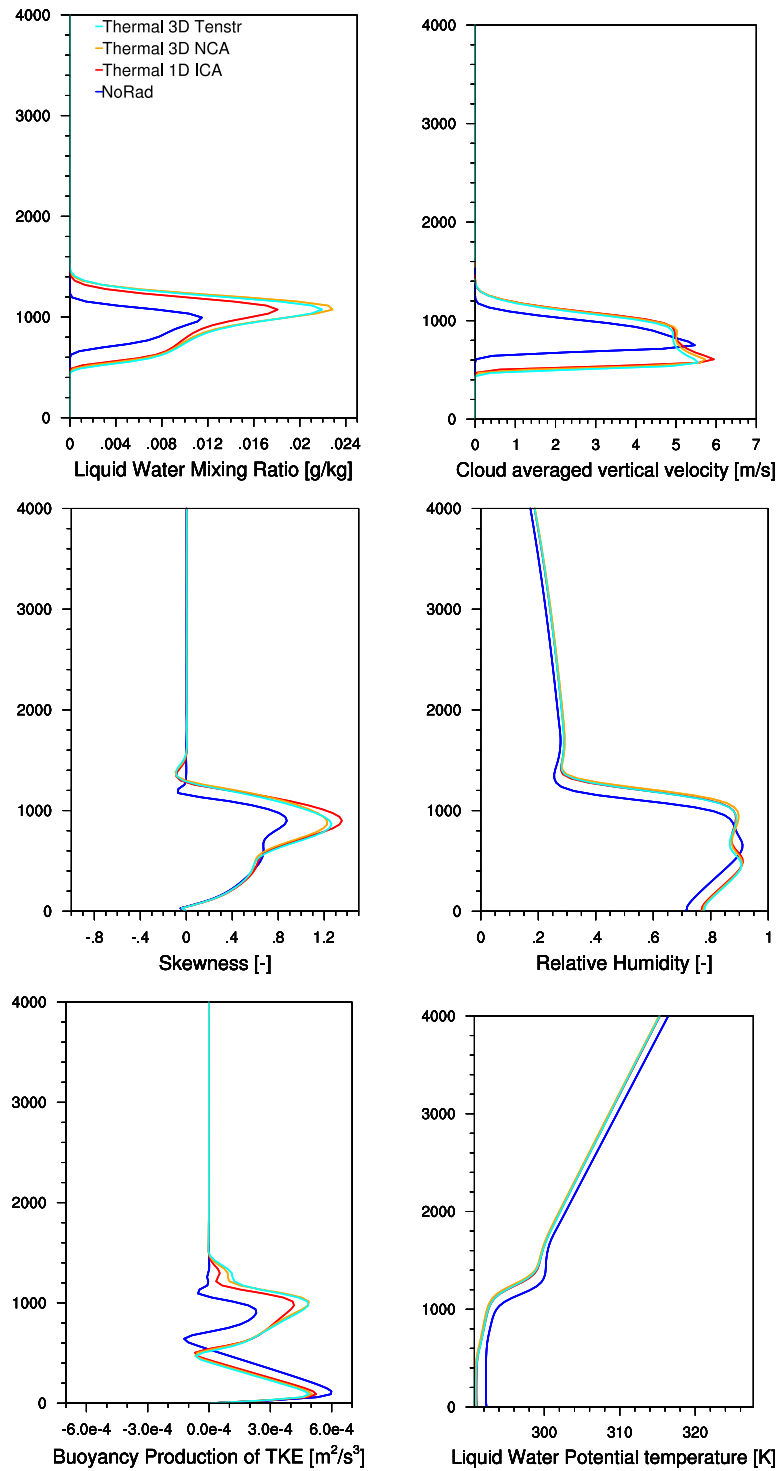 Thermal 3D Tenstr
Thermal 3D NCA
Thermal 1D ICA
NoRad
4000
3000
2000
1000
0
0 .004 .008 .012 .016 .02 .024
Liquid Water Mixing Ratio [g/kg]
4000
3000
2000
1000
0
0 1 2 3 4 5 6 7
Cloud averaged vertical velocity [m/s]
4000
3000
2000
1000
0
-.8 -.4 0 .4 .8 1.2
Skewness [-]
4000
3000
2000
1000
0
0 .2 .4 .6 .8 1
Relative Humidity [-]
4000
3000
2000
1000
0
-6.0e-4 -3.0e-4 0.0e-4 3.0e-4 6.0e-4
Buoyancy Production of TKE [m²/s³]
4000
3000
2000
1000
0
300 310 320
Liquid Water Potential temperature [K]